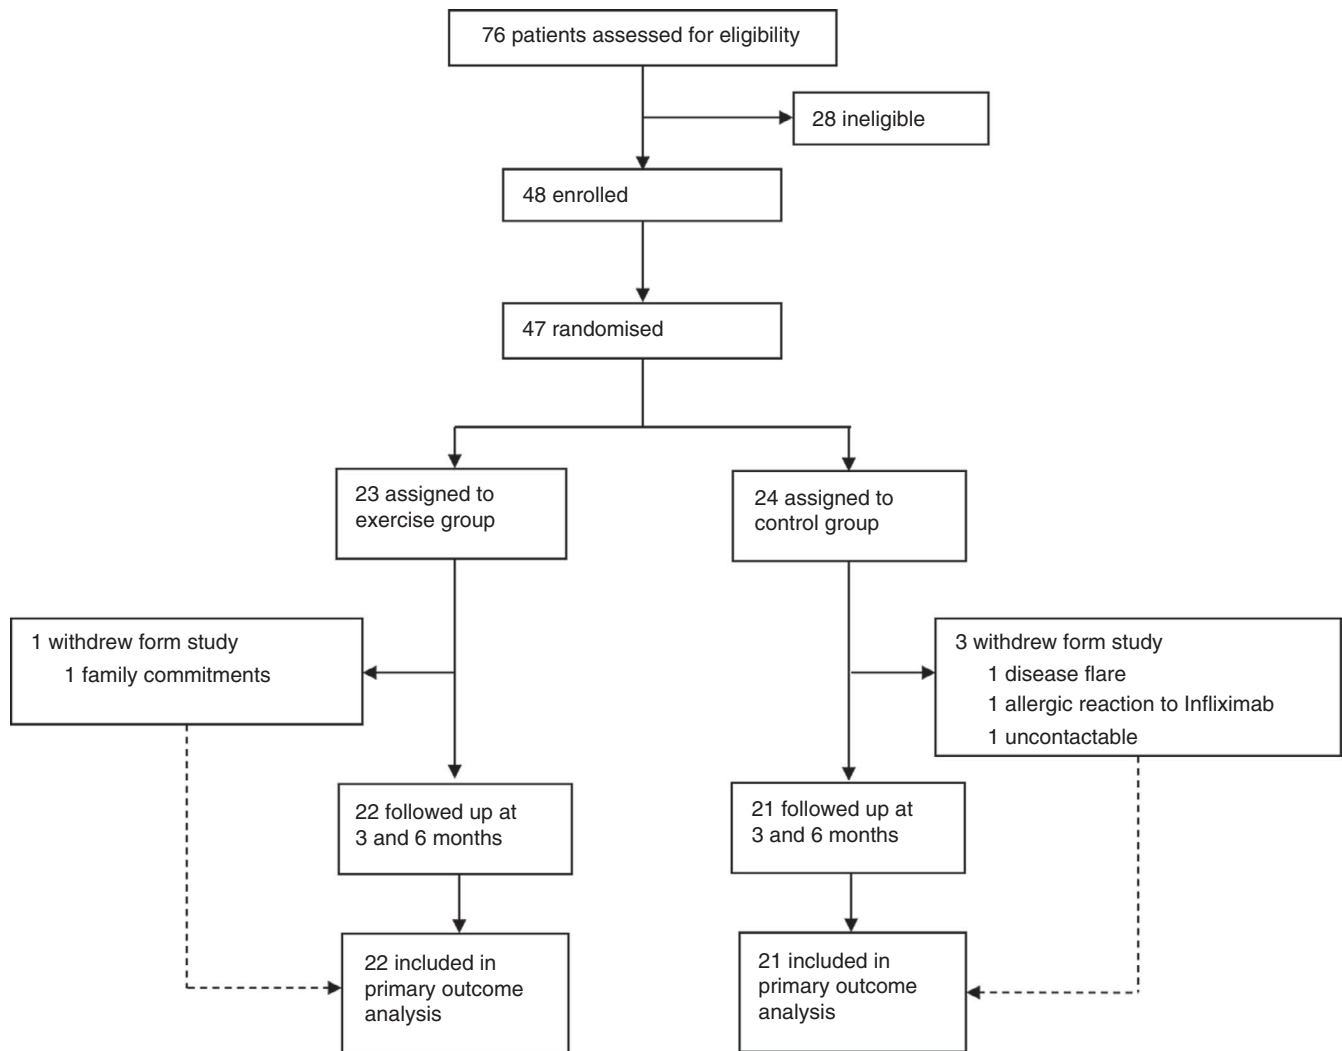 76 patients assessed for eligibility
28 ineligible
48 enrolled
47 randomised
23 assigned to
exercise group
24 assigned to
control group
1 withdrew form study
1 family commitments
3 withdrew form study
1 disease flare
1 allergic reaction to Infliximab
1 uncontactable
22 followed up at
3 and 6 months
21 followed up at
3 and 6 months
22 included in
primary outcome
analysis
21 included in
primary outcome
analysis